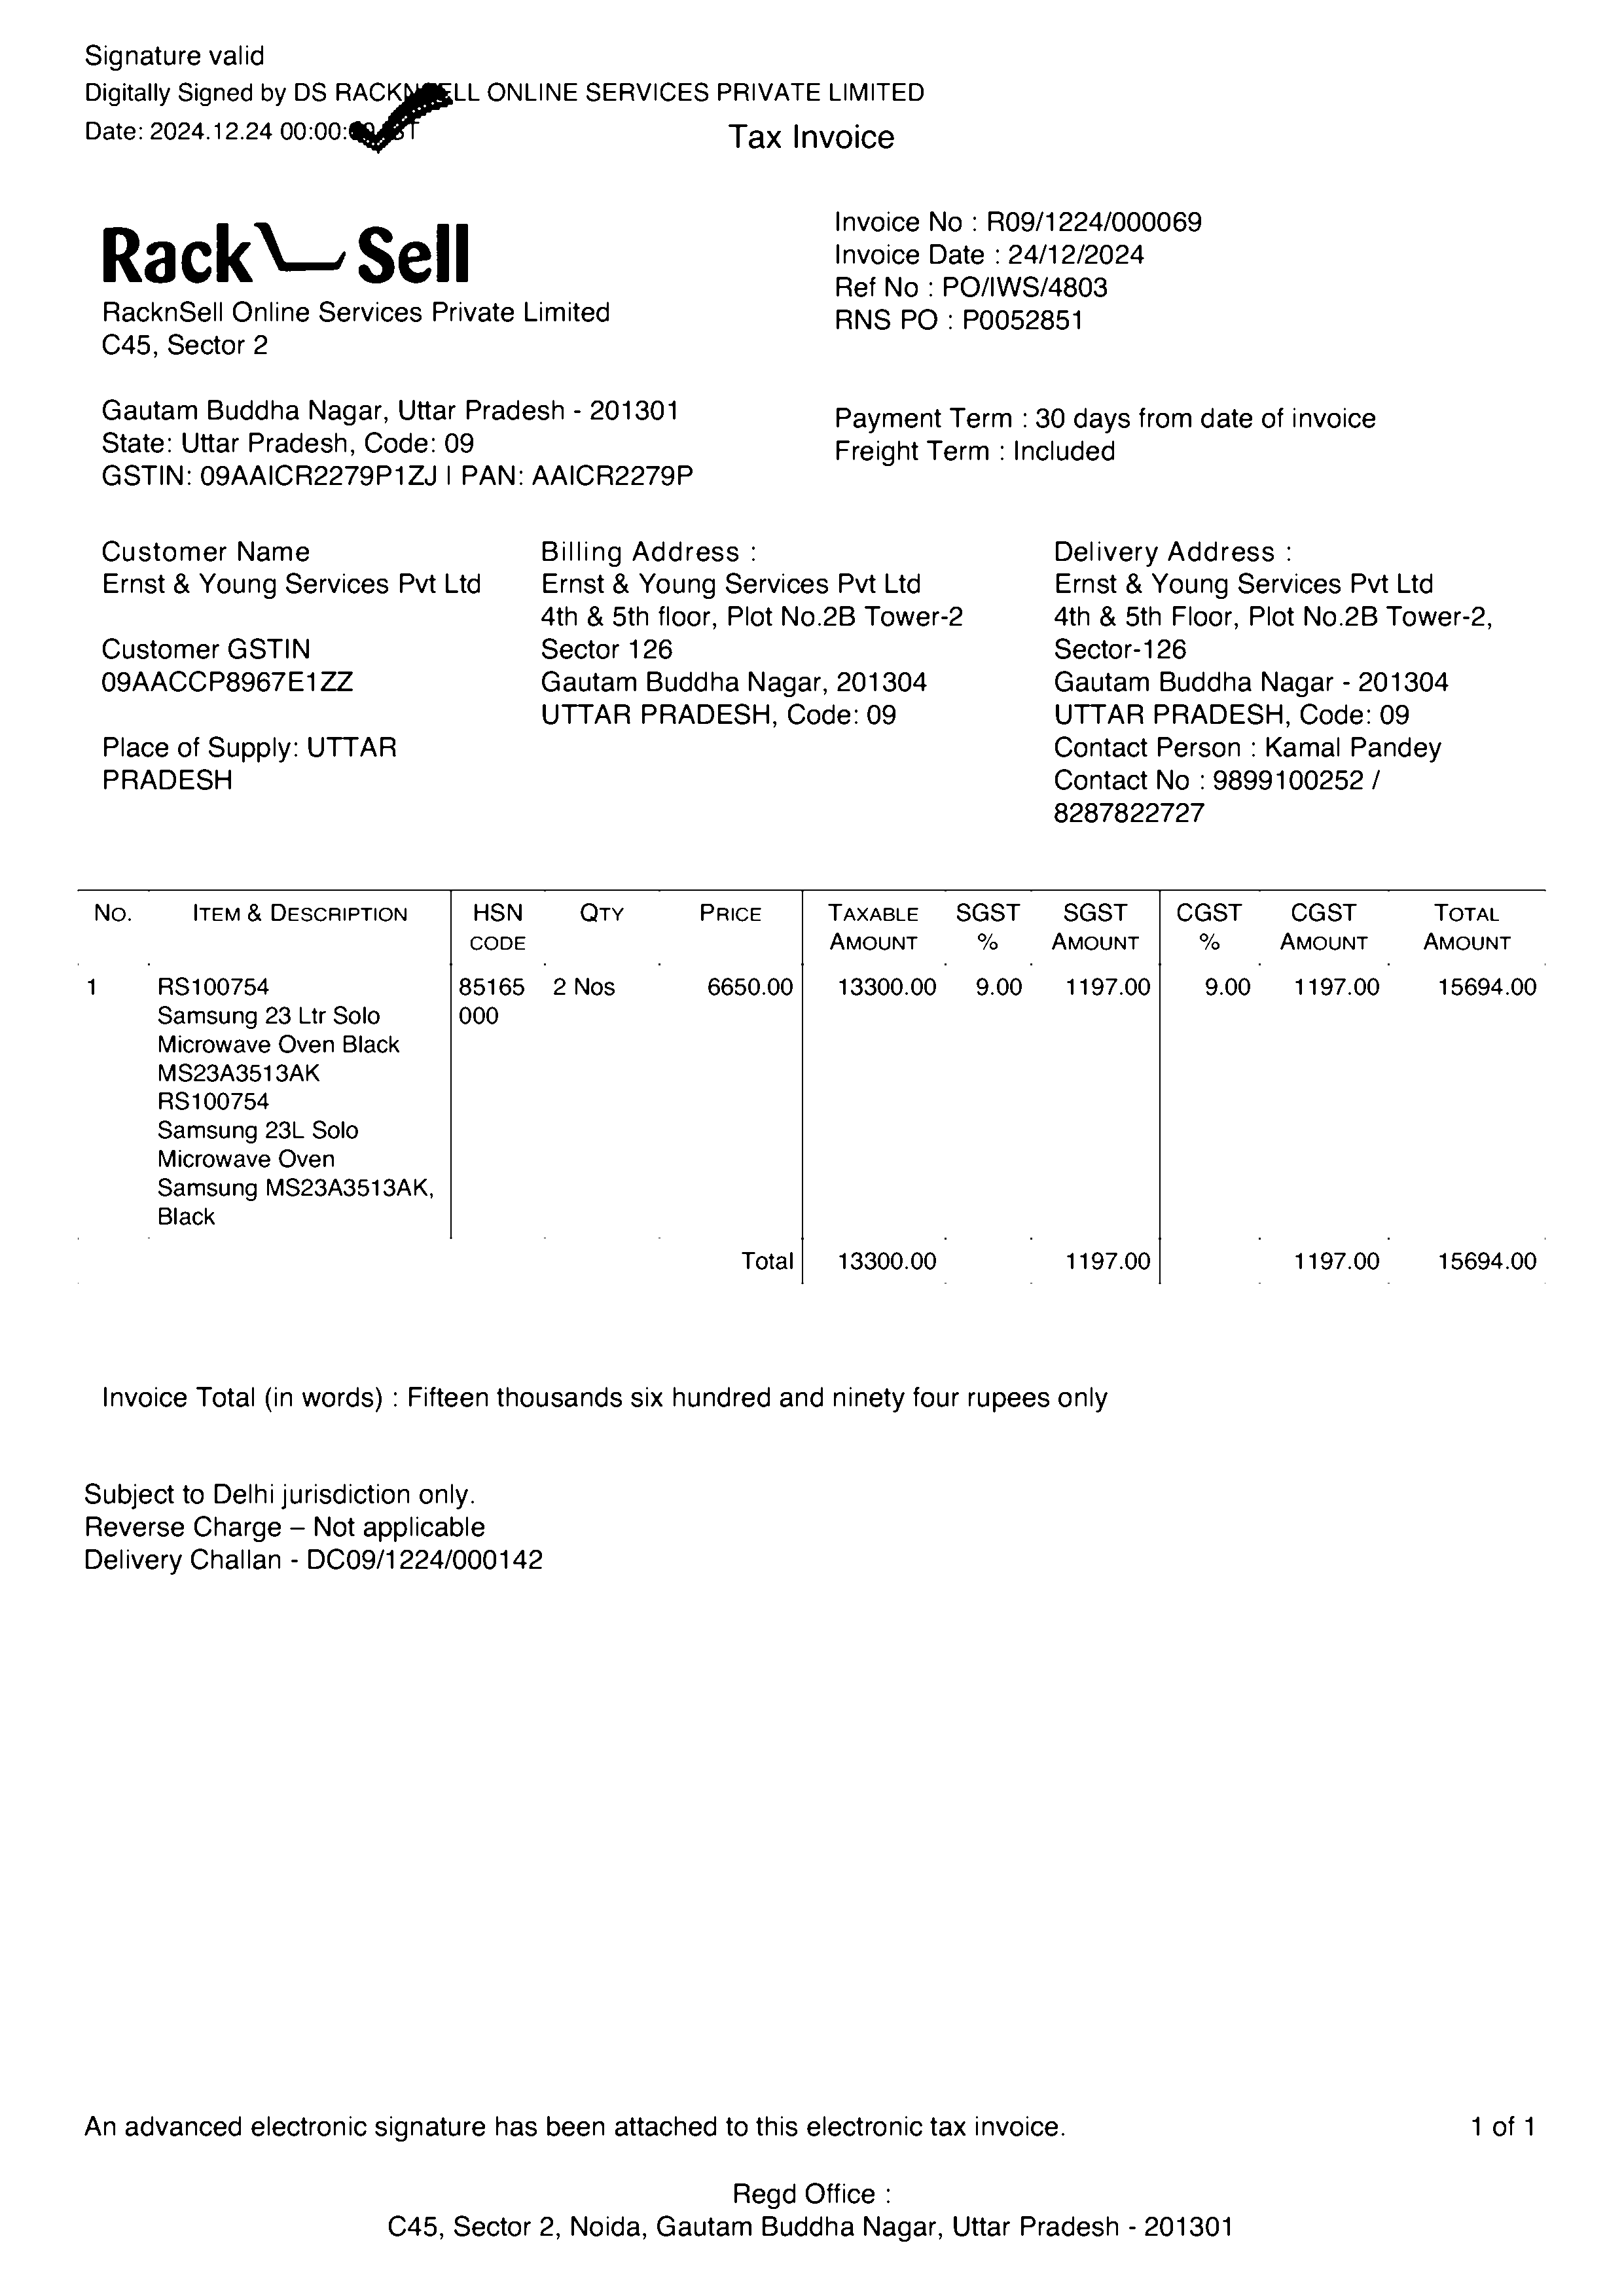 Signature valid
Digitally Signed by DS RACKNSELL ONLINE SERVICES PRIVATE LIMITED
Date: 2024.12.24
Tax Invoice
Rack Sell
RacknSell Online Services Private Limited
C45, Sector 2
Gautam Buddha Nagar, Uttar Pradesh - 201301
State: Uttar Pradesh, Code: 09
GSTIN: 09AAICR2279P1ZJ | PAN: AAICR2279P
Invoice No : R09/1224/000069
Invoice Date : 24/12/2024
Ref No : PO/IWS/4803
RNS PO : P0052851
Payment Term : 30 days from date of invoice
Freight Term : Included
Customer Name
Ernst & Young Services Pvt Ltd
Customer GSTIN
09AACCP8967E1ZZ
Place of Supply: UTTAR
PRADESH
Billing Address :
Ernst & Young Services Pvt Ltd
4th & 5th floor, Plot No.2B Tower-2
Sector 126
Gautam Buddha Nagar, 201304
UTTAR PRADESH, Code: 09
Delivery Address :
Ernst & Young Services Pvt Ltd
4th & 5th Floor, Plot No.2B Tower-2,
Sector-126
Gautam Buddha Nagar - 201304
UTTAR PRADESH, Code: 09
Contact Person : Kamal Pandey
Contact No : 9899100252 /
8287822727
NO. ITEM & DESCRIPTION HSN QTY PRICE TAXABLE SGST SGST CGST CGST TOTAL
CODE AMOUNT % AMOUNT % AMOUNT AMOUNT
1 RS100754 85165 2 Nos 6650.00 13300.00 9.00 1197.00 9.00 1197.00 15694.00
Samsung 23 Ltr Solo 000
Microwave Oven Black
MS23A3513AK
RS100754
Samsung 23L Solo
Microwave Oven
Samsung MS23A3513AK,
Black
Total 13300.00 1197.00 1197.00 15694.00
Invoice Total (in words) : Fifteen thousands six hundred and ninety four rupees only
Subject to Delhi jurisdiction only.
Reverse Charge – Not applicable
Delivery Challan - DC09/1224/000142
An advanced electronic signature has been attached to this electronic tax invoice.
1 of 1
Regd Office :
C45, Sector 2, Noida, Gautam Buddha Nagar, Uttar Pradesh - 201301